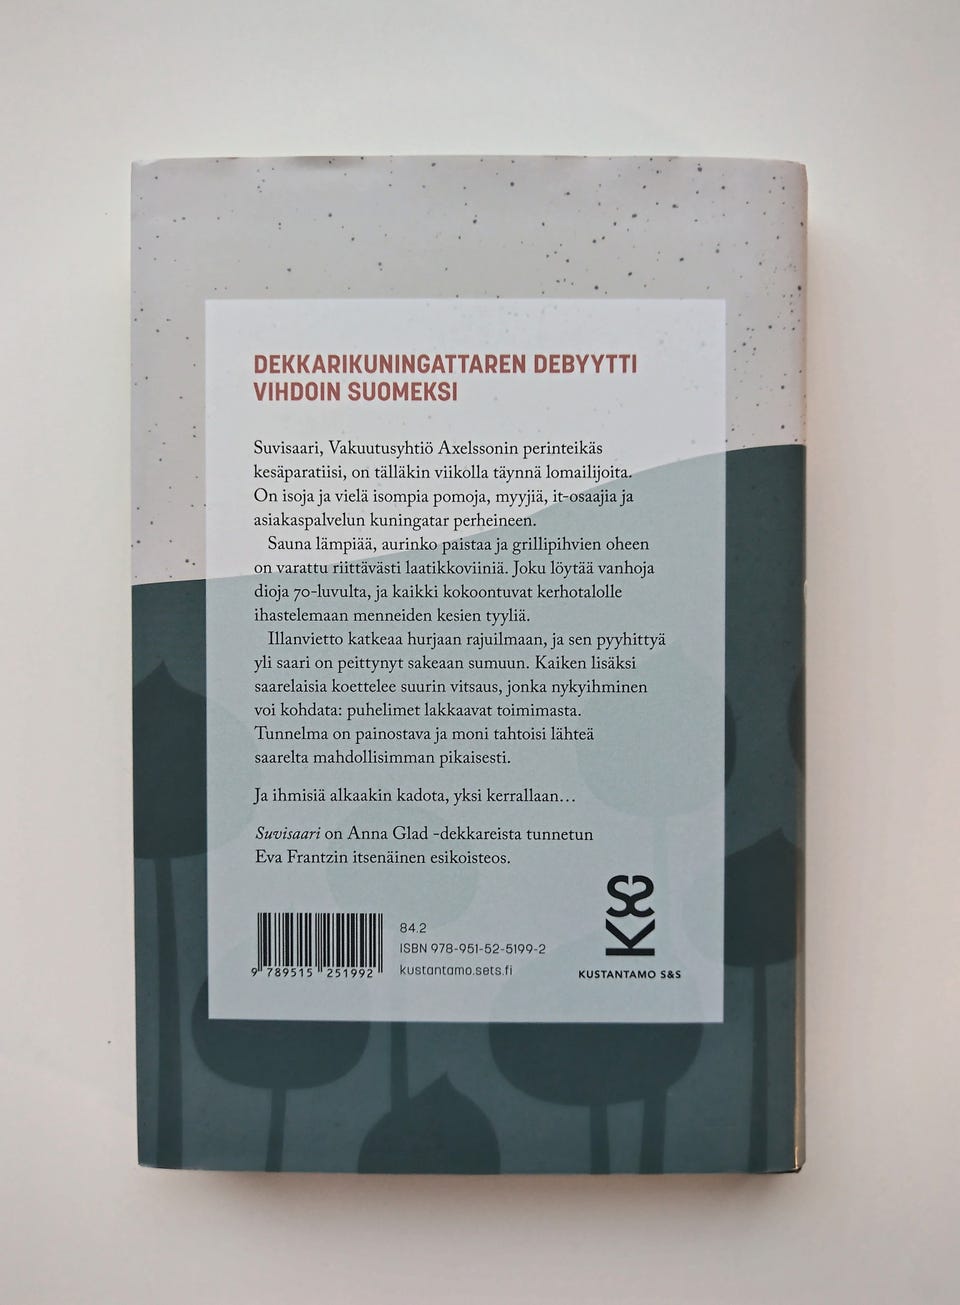 DEKKARIKUNINGATTAREN DEBYYTTI
VIHDOIN SUOMEKSI
Suvisaari, Vakuutusyhtiö Axelssonin perinteikäs
kesäparatiisi, on tälläkin viikolla täynnä lomailijoita.
On isoja ja vielä isompia pomoja, myyjiä, it-osaajia ja
asiakaspalvelun kuningatar perheineen.
Sauna lämpiää, aurinko paistaa ja grillipihvien oheen
on varattu riittävästi laatikkoviiniä. Joku löytää vanhoja
dioja 70-luvulta, ja kaikki kokoontuvat kerhotalolle
ihastelemaan menneiden kesien tyyliä.
Illanvietto katkeaa hurjaan rajuilmaan, ja sen pyyhittyä
yli saari on peittynyt sakeaan sumuun. Kaiken lisäksi
saarelaisia koettelee suurin vitsaus, jonka nykyihminen
voi kohdata: puhelimet lakkaavat toimimasta.
Tunnelma on painostava ja moni tahtoisi lähteä
saarelta mahdollisimman pikaisesti.
Ja ihmisiä alkaakin kadota, yksi kerrallaan…
Suvisaari on Anna Glad -dekkareista tunnetun
Eva Frantzin itsenäinen esikoisteos.
84.2
ISBN 978-951-52-5199-2
kustantamo.sets.fi
9 789515 251992
KSS
KUSTANTAMO S&S